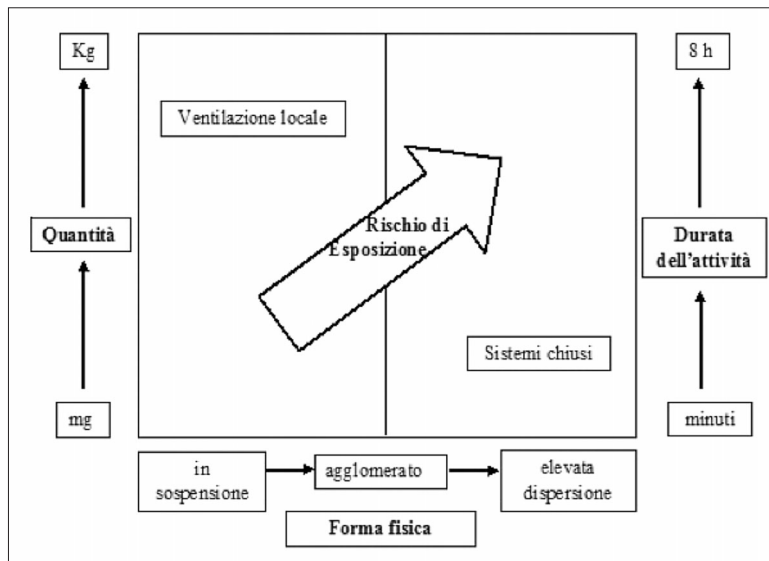 Kg
8 h
Ventilazione locale
Quantità
Rischio di
Esposizione
Durata
dell'attività
Sistemi chiusi
mg
minuti
in
sospensione
agglomerato
elevata
dispersione
Forma fisica